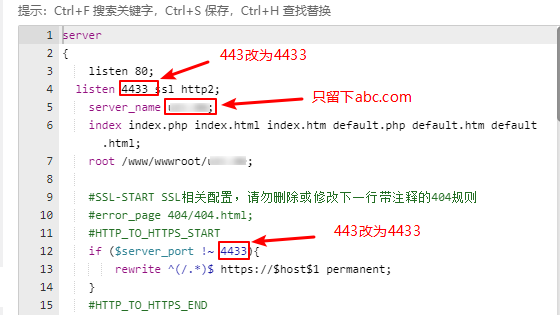 提示：Ctrl+F 搜索关键字，Ctrl+S 保存，Ctrl+H 查找替换
1 server
2 {
443改为4433
3 listen 80;
4 listen 4433 ssl http2;
只留下abc.com
5 server_name ;
6 index index.php index.html index.htm default.php default.htm default
.html;
7 root /www/wwwroot/ ;
8
9 #SSL-START SSL相关配置，请勿删除或修改下一行带注释的404规则
10 #error_page 404/404.html;
11 #HTTP_TO_HTTPS_START
443改为4433
12 if ($server_port !~ 4433){
13 rewrite ^(/.*)$ https://$host$1 permanent;
14 }
15 #HTTP_TO_HTTPS_END